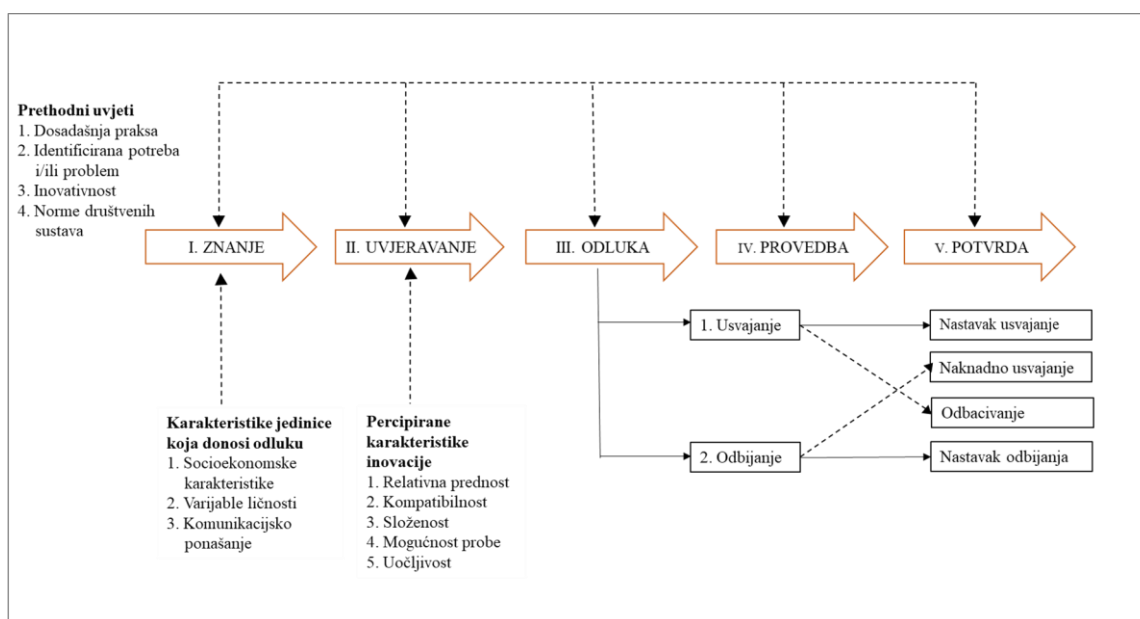 Prethodni uvjeti
1. Dosadašnja praksa
2. Identificirana potreba
i/ili problem
3. Inovativnost
4. Norme društvenih
sustava
I. ZNANJE
II. UVJERAVANJE
III. ODLUKA
IV. PROVEDBA
V. POTVRDA
1. Usvajanje
Nastavak usvajanje
Naknadno usvajanje
Odbacivanje
2. Odbijanje
Nastavak odbijanja
Karakteristike jedinice
koja donosi odluku
1. Socioekonomske
karakteristike
2. Varijable ličnosti
3. Komunikacijsko
ponašanje
Percipirane
karakteristike
inovacije
1. Relativna prednost
2. Kompatibilnost
3. Složenost
4. Mogućnost probe
5. Uočljivost